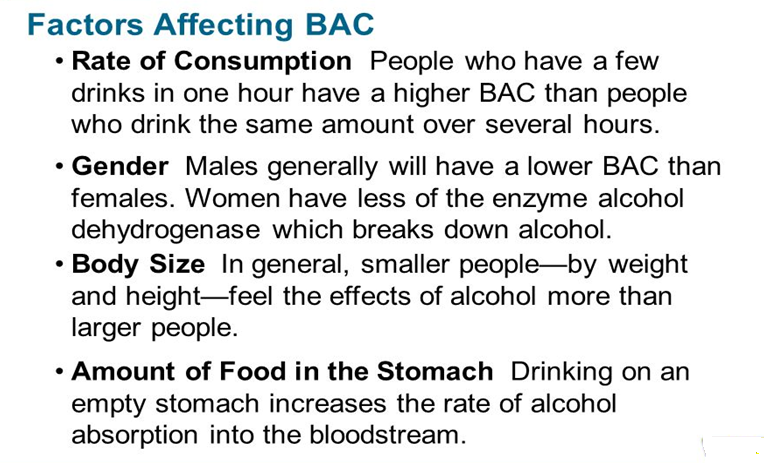 Factors Affecting BAC
• Rate of Consumption People who have a few
drinks in one hour have a higher BAC than people
who drink the same amount over several hours.
• Gender Males generally will have a lower BAC than
females. Women have less of the enzyme alcohol
dehydrogenase which breaks down alcohol.
• Body Size In general, smaller people—by weight
and height—feel the effects of alcohol more than
larger people.
• Amount of Food in the Stomach Drinking on an
empty stomach increases the rate of alcohol
absorption into the bloodstream.